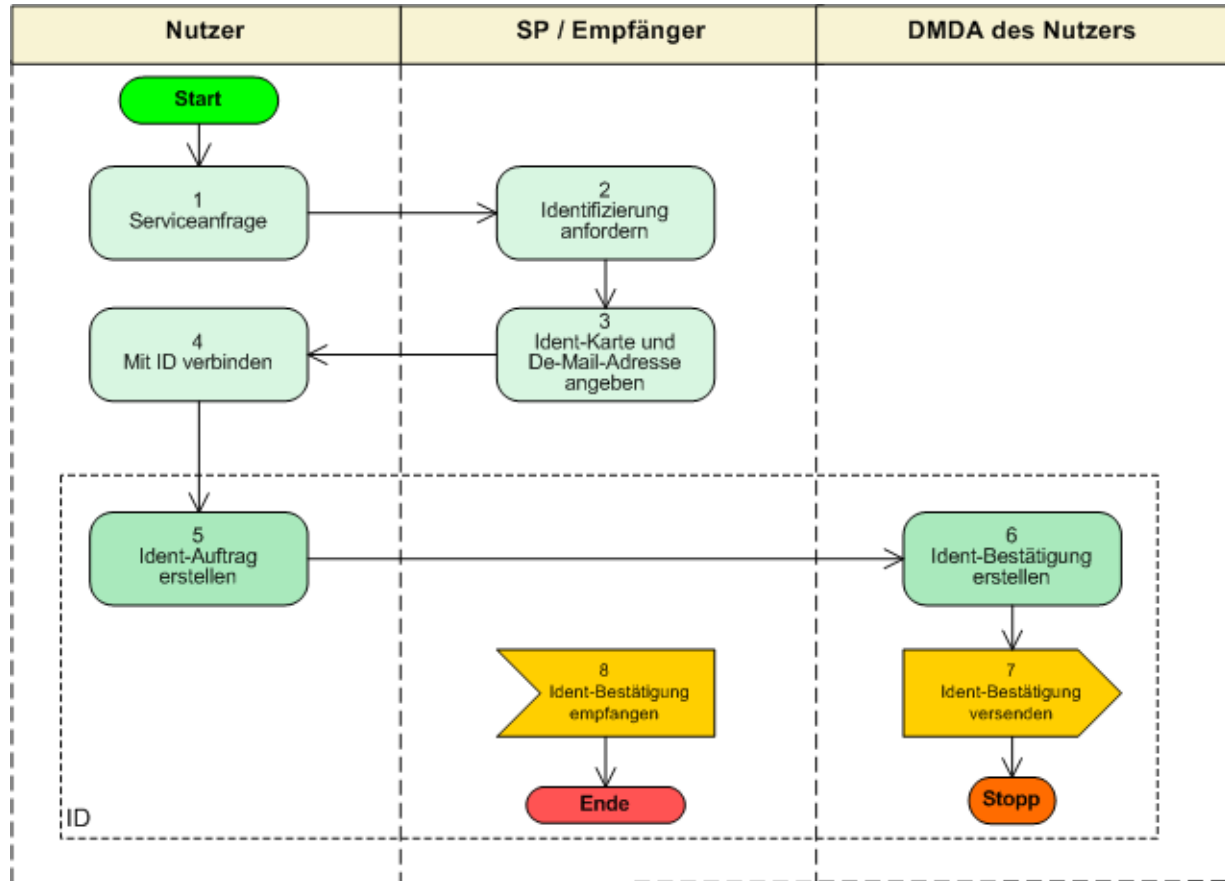 Nutzer
SP / Empfänger
DMDA des Nutzers
Start
1
Serviceanfrage
2
Identifizierung
anfordern
3
Ident-Karte und
De-Mail-Adresse
angeben
4
Mit ID verbinden
5
Ident-Auftrag
erstellen
6
Ident-Bestätigung
erstellen
7
Ident-Bestätigung
versenden
8
Ident-Bestätigung
empfangen
Ende
Stopp
ID